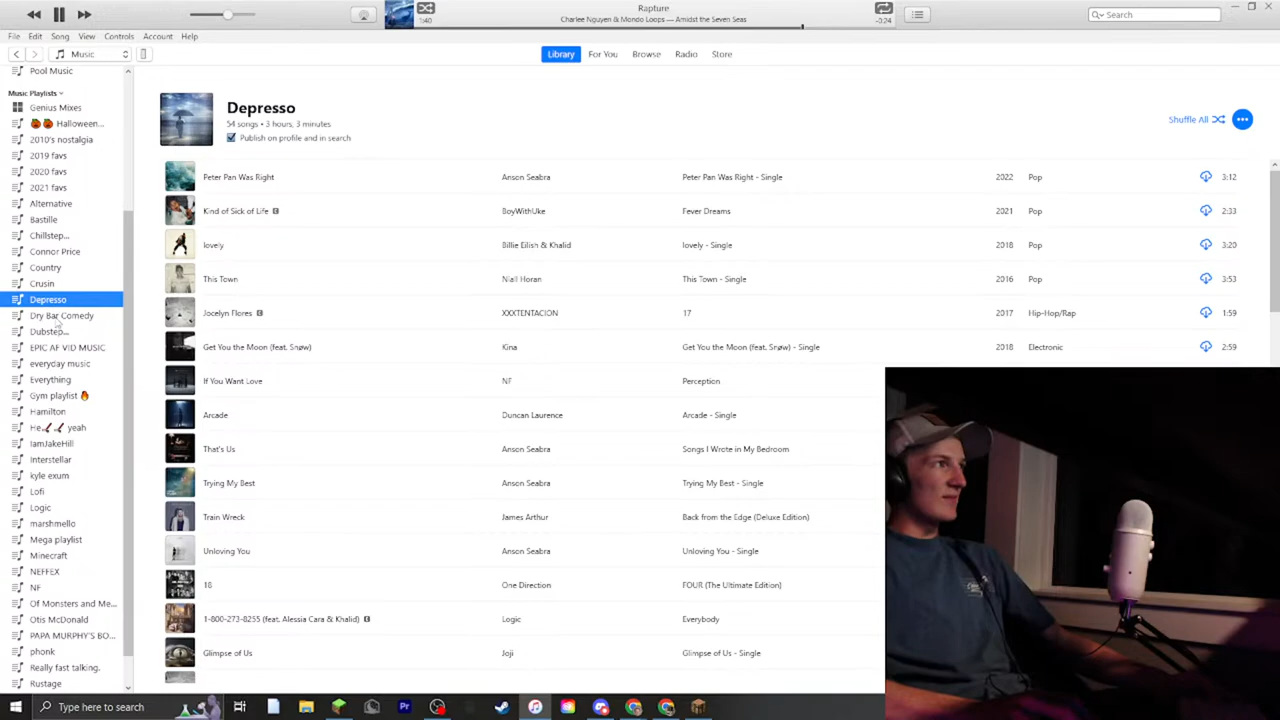 Rapture
Charlee Nguyen & Mondo Loops — Amidst the Seven Seas
1:40
-0:24
Search
File Edit Song View Controls Account Help
Music
Library For You Browse Radio Store
Pool Music
Music Playlists
Genius Mixes
Halloween...
2010's nostalgia
2019 favs
2020 favs
2021 favs
Alternative
Bastille
Chillstep...
Connor Price
Country
Crusin
Depresso
Dry Bar Comedy
Dubstep...
EPIC AF VID MUSIC
everyday music
Everything
Gym playlist
Hamilton
He yeah
IamJakeHill
Interstellar
kyle exum
Lofi
Logic
marshmello
Mega playlist
Minecraft
NEFFEX
NF
Of Monsters and Me...
Otis McDonald
PAPA MURPHY'S BO...
phonk
Really fast talking.
Rustage
Depresso
54 songs • 3 hours, 3 minutes
Publish on profile and in search
Shuffle All
Peter Pan Was Right Anson Seabra Peter Pan Was Right - Single 2022 Pop 3:12
Kind of Sick of Life E BoyWithUke Fever Dreams 2021 Pop 2:33
lovely Billie Eilish & Khalid lovely - Single 2018 Pop 3:20
This Town Niall Horan This Town - Single 2016 Pop 3:53
Jocelyn Flores E XXXTENTACION 17 2017 Hip-Hop/Rap 1:59
Get You the Moon (feat. Snøw) Kina Get You the Moon (feat. Snøw) - Single 2018 Electronic 2:59
If You Want Love NF Perception
Arcade Duncan Laurence Arcade - Single
That's Us Anson Seabra Songs I Wrote in My Bedroom
Trying My Best Anson Seabra Trying My Best - Single
Train Wreck James Arthur Back from the Edge (Deluxe Edition)
Unloving You Anson Seabra Unloving You - Single
18 One Direction FOUR (The Ultimate Edition)
1-800-273-8255 (feat. Alessia Cara & Khalid) E Logic Everybody
Glimpse of Us Joji Glimpse of Us - Single
Type here to search
Pr